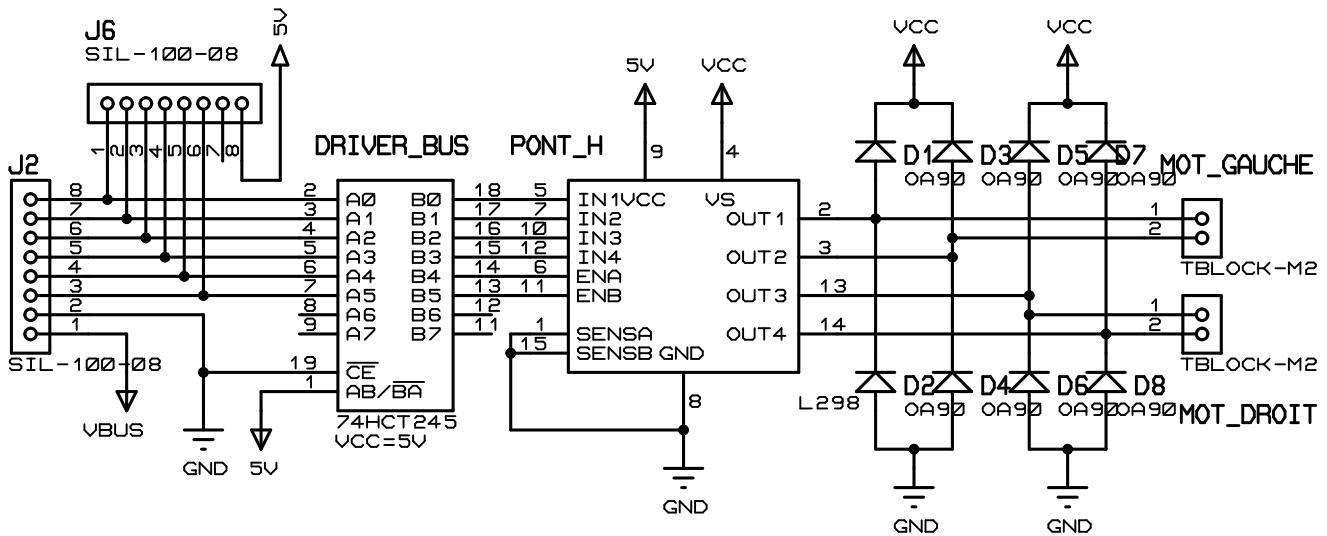 J6
SIL-100-08
5V
1 2 3 4 5 6 7 8
J2
8
7
6
5
4
3
2
1
SIL-100-08
VBUS
GND
5V
DRIVER_BUS
2 A0 B0 18
3 A1 B1 17
4 A2 B2 16
5 A3 B3 15
6 A4 B4 14
7 A5 B5 13
8 A6 B6 12
9 A7 B7 11
19 CE
1 AB/BA
74HCT245
VCC=5V
PONT_H
5V VCC
9 4
5 IN1 VCC VS
7 IN2 OUT1 2
10 IN3
12 IN4 OUT2 3
6 ENA
11 ENB OUT3 13
1 SENSA OUT4 14
15 SENSB GND
8
L298
GND
VCC VCC
D1 D3 D5 D7
OA90 OA90 OA90 OA90
MOT_GAUCHE
1
2
TBLOCK-M2
1
2
TBLOCK-M2
D2 D4 D6 D8
OA90 OA90 OA90 OA90
MOT_DROIT
GND GND